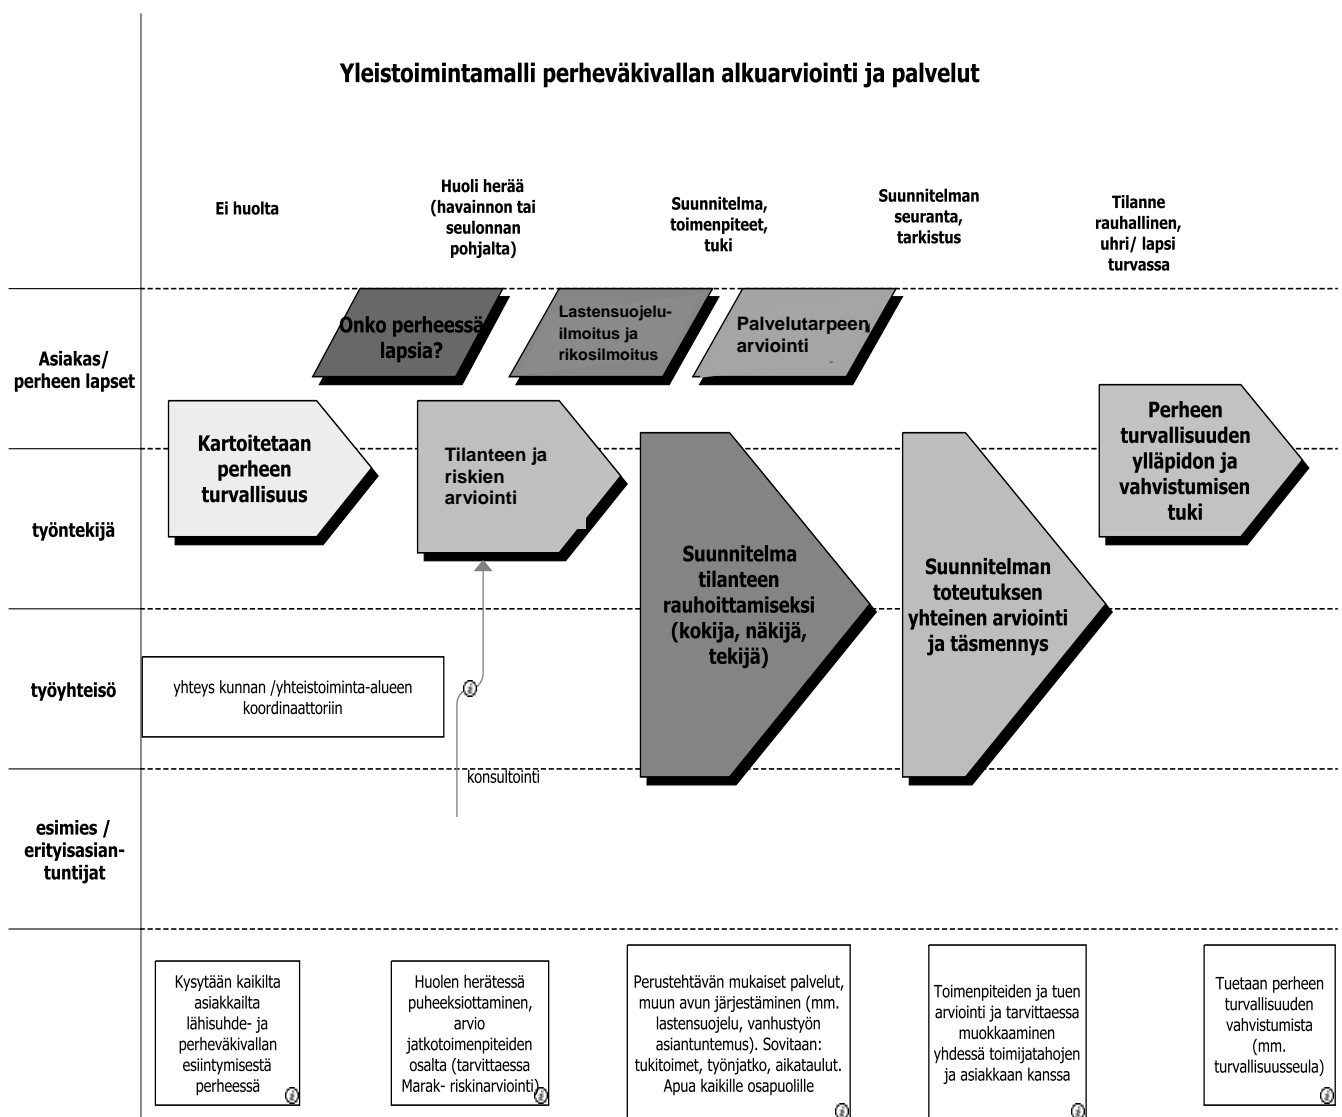 Yleistoimintamalli perheväkivallan alkuarviointi ja palvelut
Ei huolta
Huoli herää
(havainnon tai
seulonnan
pohjalta)
Suunnitelma,
toimenpiteet,
tuki
Suunnitelman
seuranta,
tarkistus
Tilanne
rauhallinen,
uhri/ lapsi
turvassa
Asiakas/
perheen lapset
Onko perheessä
lapsia?
Lastensuojelu-
ilmoitus ja
rikosilmoitus
Palvelutarpeen
arviointi
Kartoitetaan
perheen
turvallisuus
Tilanteen ja
riskien
arviointi
Perheen
turvallisuuden
ylläpidon ja
vahvistumisen
tuki
työntekijä
Suunnitelma
tilanteen
rauhoittamiseksi
(kokija, näkijä,
tekijä)
Suunnitelman
toteutuksen
yhteinen arviointi
ja täsmennys
työyhteisö
yhteys kunnan /yhteistoiminta-alueen
koordinaattoriin
konsultointi
esimies /
erityisasian-
tuntijat
Kysytään kaikilta
asiakkailta
lähisuhde- ja
perheväkivallan
esiintymisestä
perheessä
Huolen herätessä
puheeksiottaminen,
arvio
jatkotoimenpiteiden
osalta (tarvittaessa
Marak- riskinarviointi)
Perustehtävän mukaiset palvelut,
muun avun järjestäminen (mm.
lastensuojelu, vanhustyön
asiantuntemus). Sovitaan:
tukitoimet, työnjatko, aikataulut.
Apua kaikille osapuolille
Toimenpiteiden ja tuen
arviointi ja tarvittaessa
muokkaaminen
yhdessä toimijatahojen
ja asiakkaan kanssa
Tuetaan perheen
turvallisuuden
vahvistumista
(mm.
turvallisuusseula)